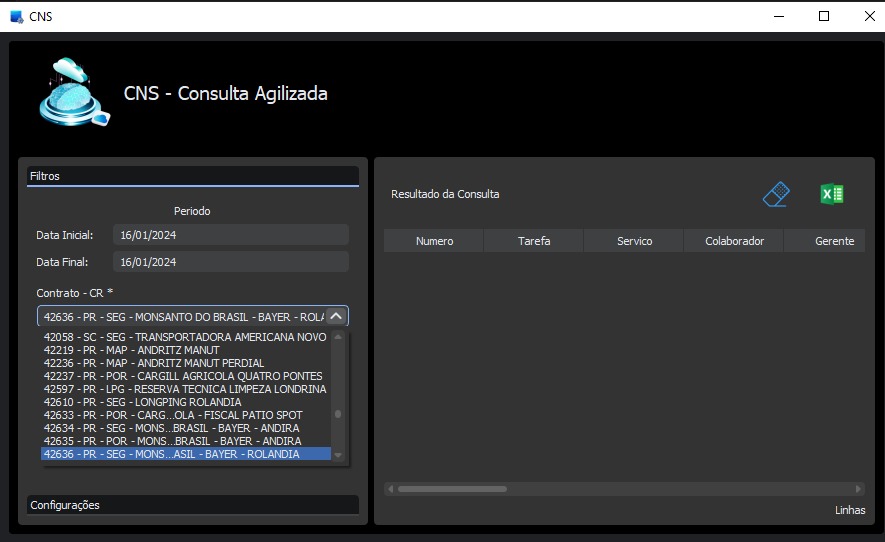 CNS
CNS - Consulta Agilizada
Filtros
Periodo
Data Inicial: 16/01/2024
Data Final: 16/01/2024
Contrato - CR *
42636 - PR - SEG - MONSANTO DO BRASIL - BAYER - ROLA
42058 - SC - SEG - TRANSPORTADORA AMERICANA NOVO
42219 - PR - MAP - ANDRITZ MANUT
42236 - PR - MAP - ANDRITZ MANUT PERDIAL
42237 - PR - POR - CARGILL AGRICOLA QUATRO PONTES
42597 - PR - LPG - RESERVA TECNICA LIMPEZA LONDRINA
42610 - PR - SEG - LONGPING ROLANDIA
42633 - PR - POR - CARG...OLA - FISCAL PATIO SPOT
42634 - PR - SEG - MONS...BRASIL - BAYER - ANDIRA
42635 - PR - POR - MONS...BRASIL - BAYER - ANDIRA
42636 - PR - SEG - MONS...ASIL - BAYER - ROLANDIA
Configurações
Resultado da Consulta
Numero Tarefa Servico Colaborador Gerente
Linhas